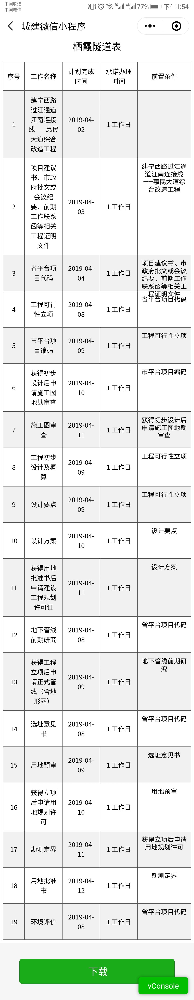 中国联通
中国电信
2G 4G 77% 下午1:54
城建微信小程序
栖霞隧道表
序号
工作名称
计划完成
时间
承诺办理
时间
前置条件
1
建宁西路
过江通道
江南连接
线——惠民
大道综合
改造工程
2019-04-
02
1 工作日
2
项目建议
书、市政
府批文或
会议纪
要、前期
工作联系
函等相关
工程证明
文件
2019-04-
03
1 工作日
建宁西路过江通
道江南连接线
——惠民大道综
合改造工程
3
省平台项
目代码
2019-04-
04
1 工作日
项目建议书、市
政府批文或会议
纪要、前期工作
联系函等相关工
程证明文件
4
工程可行
性立项
2019-04-
08
1 工作日
省平台项目代码
5
市平台项
目编码
2019-04-
09
1 工作日
工程可行性立项
6
获得初步
设计后申
请施工图
地勘审查
2019-04-
10
1 工作日
市平台项目编码
7
施工图审
查
2019-04-
11
1 工作日
获得初步设计后
申请施工图地勘
审查
8
工程初步
设计及概
算
2019-04-
09
1 工作日
工程可行性立项
9
设计要点
2019-04-
09
1 工作日
工程可行性立项
10
设计方案
2019-04-
10
1 工作日
设计要点
11
获得用地
批准书后
申请建设
工程规划
许可证
2019-04-
11
1 工作日
设计方案
12
地下管线
前期研究
2019-04-
08
1 工作日
省平台项目代码
13
获得工程
立项后申
请正式管
线（含地
形图）
2019-04-
09
1 工作日
地下管线前期研
究
14
选址意见
书
2019-04-
08
1 工作日
省平台项目代码
15
用地预审
2019-04-
09
1 工作日
选址意见书
16
获得立项
后申请用
地规划许
可
2019-04-
10
1 工作日
用地预审
17
勘测定界
2019-04-
11
1 工作日
获得立项后申请
用地规划许可
18
用地批准
书
2019-04-
12
1 工作日
勘测定界
19
环境评价
2019-04-
08
1 工作日
省平台项目代码
下载
vConsole